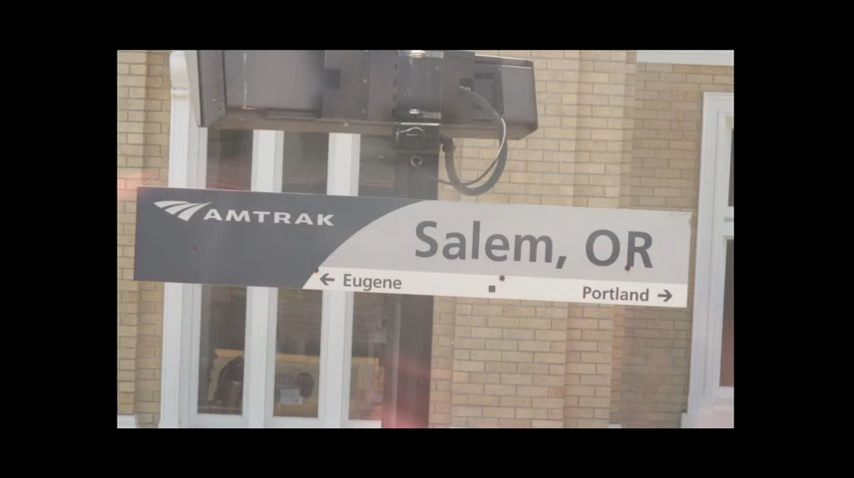 AMTRAK
Salem, OR
← Eugene
Portland →